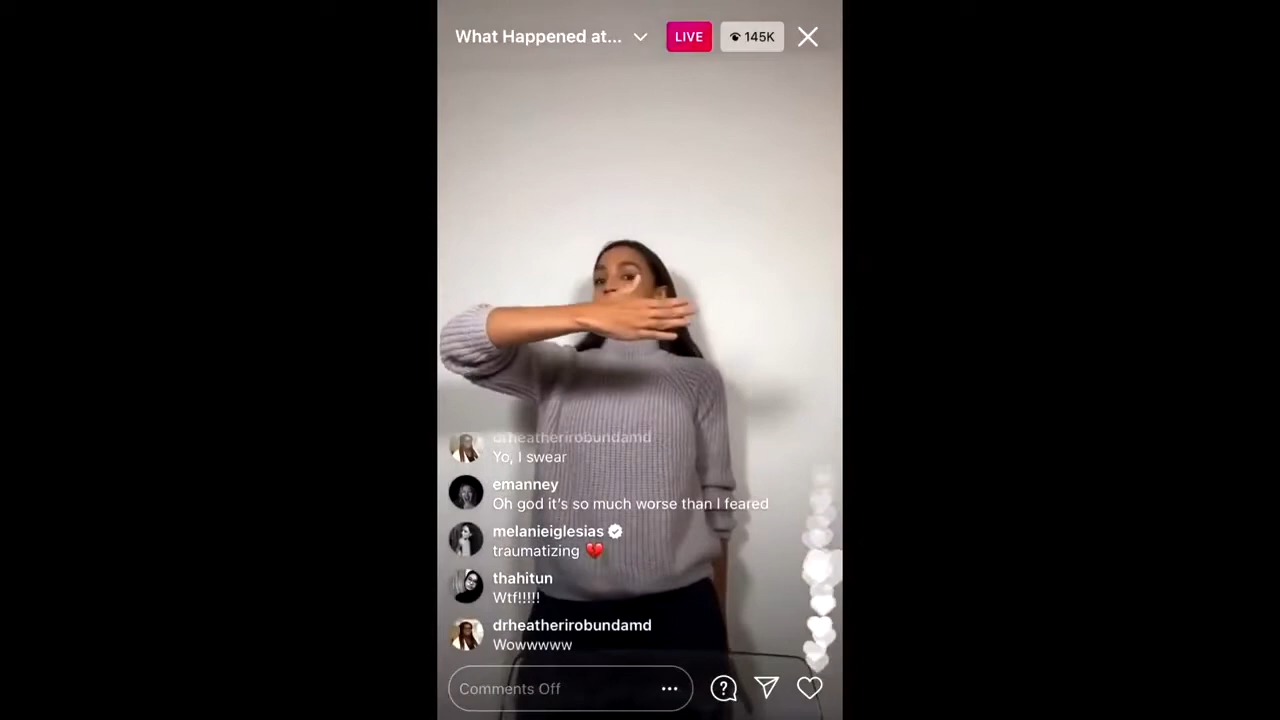 What Happened at...
LIVE
145K
drheatherirobundamd
Yo, I swear
emanney
Oh god it's so much worse than I feared
melanieiglesias
traumatizing 💔
thahitun
Wtf!!!!!
drheatherirobundamd
Wowwwww
Comments Off